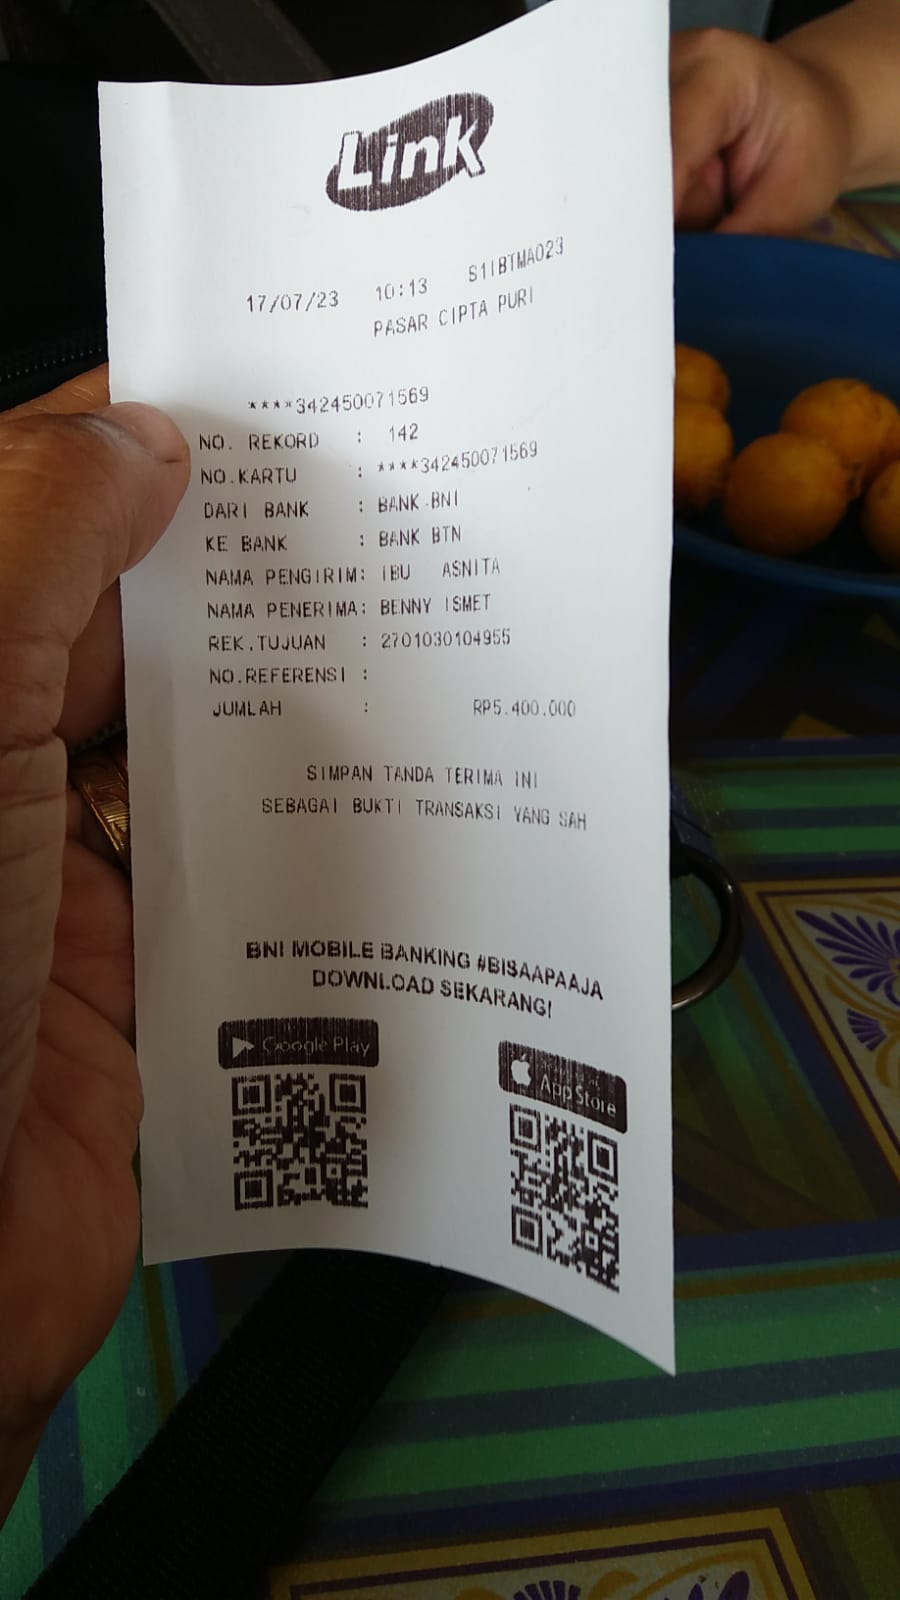 Link
17/07/23 10:13 S1IBTMA023
PASAR CIPTA PURI
****342450071569
NO. REKORD : 142
NO.KARTU : ****342450071569
DARI BANK : BANK BNI
KE BANK : BANK BTN
NAMA PENGIRIM: IBU ASNITA
NAMA PENERIMA: BENNY ISMET
REK.TUJUAN : 2701030104955
NO.REFERENSI :
JUMLAH : RP5.400.000
SIMPAN TANDA TERIMA INI
SEBAGAI BUKTI TRANSAKSI YANG SAH
BNI MOBILE BANKING #BISAAPAAJA
DOWNLOAD SEKARANG!
Google Play
App Store